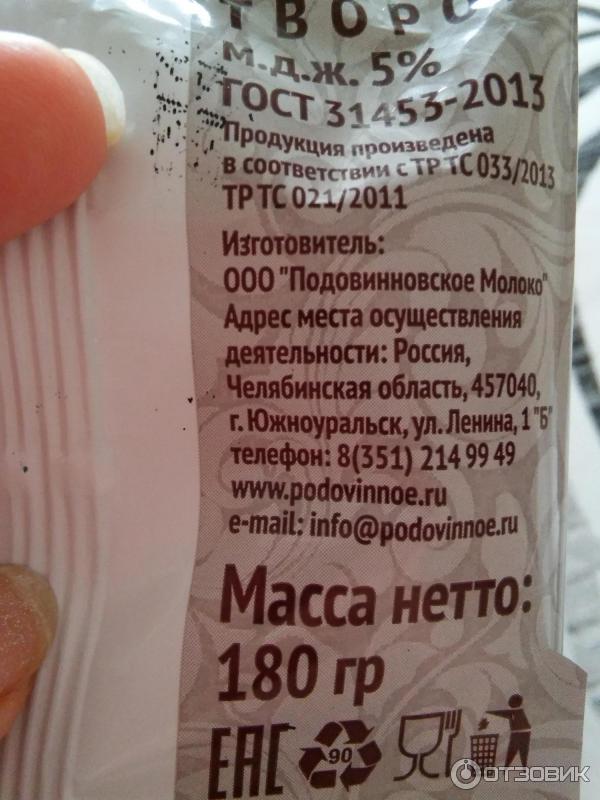 ТВОРО
м.д.ж. 5%
ГОСТ 31453-2013
Продукция произведена
в соответствии с ТР ТС 033/2013
ТР ТС 021/2011
Изготовитель:
ООО "Подовинновское Молоко"
Адрес места осуществления
деятельности: Россия,
Челябинская область, 457040,
г. Южноуральск, ул. Ленина, 1 "Б"
телефон: 8(351) 214 99 49
www.podovinnoe.ru
e-mail: info@podovinnoe.ru
Масса нетто:
180 гр
EAC 90
ОТЗОВИК